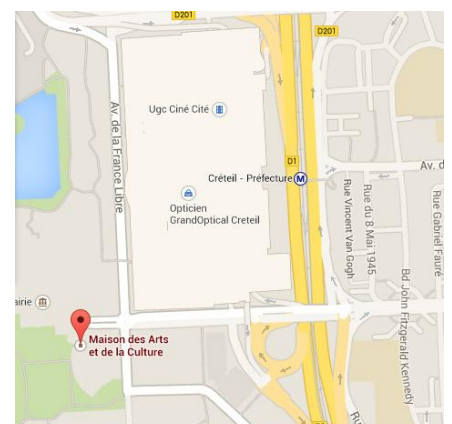 D201
D201
Ugc Ciné Cité
Av. de la France Libre
D1
Créteil - Préfecture
M
Av. d
Opticien
GrandOptical Creteil
Rue Vincent Van Gogh
Rue du 8 Mai 1945
Rue Gabriel Fauré
Bd John Fitzgerald Kennedy
airie
Maison des Arts
et de la Culture